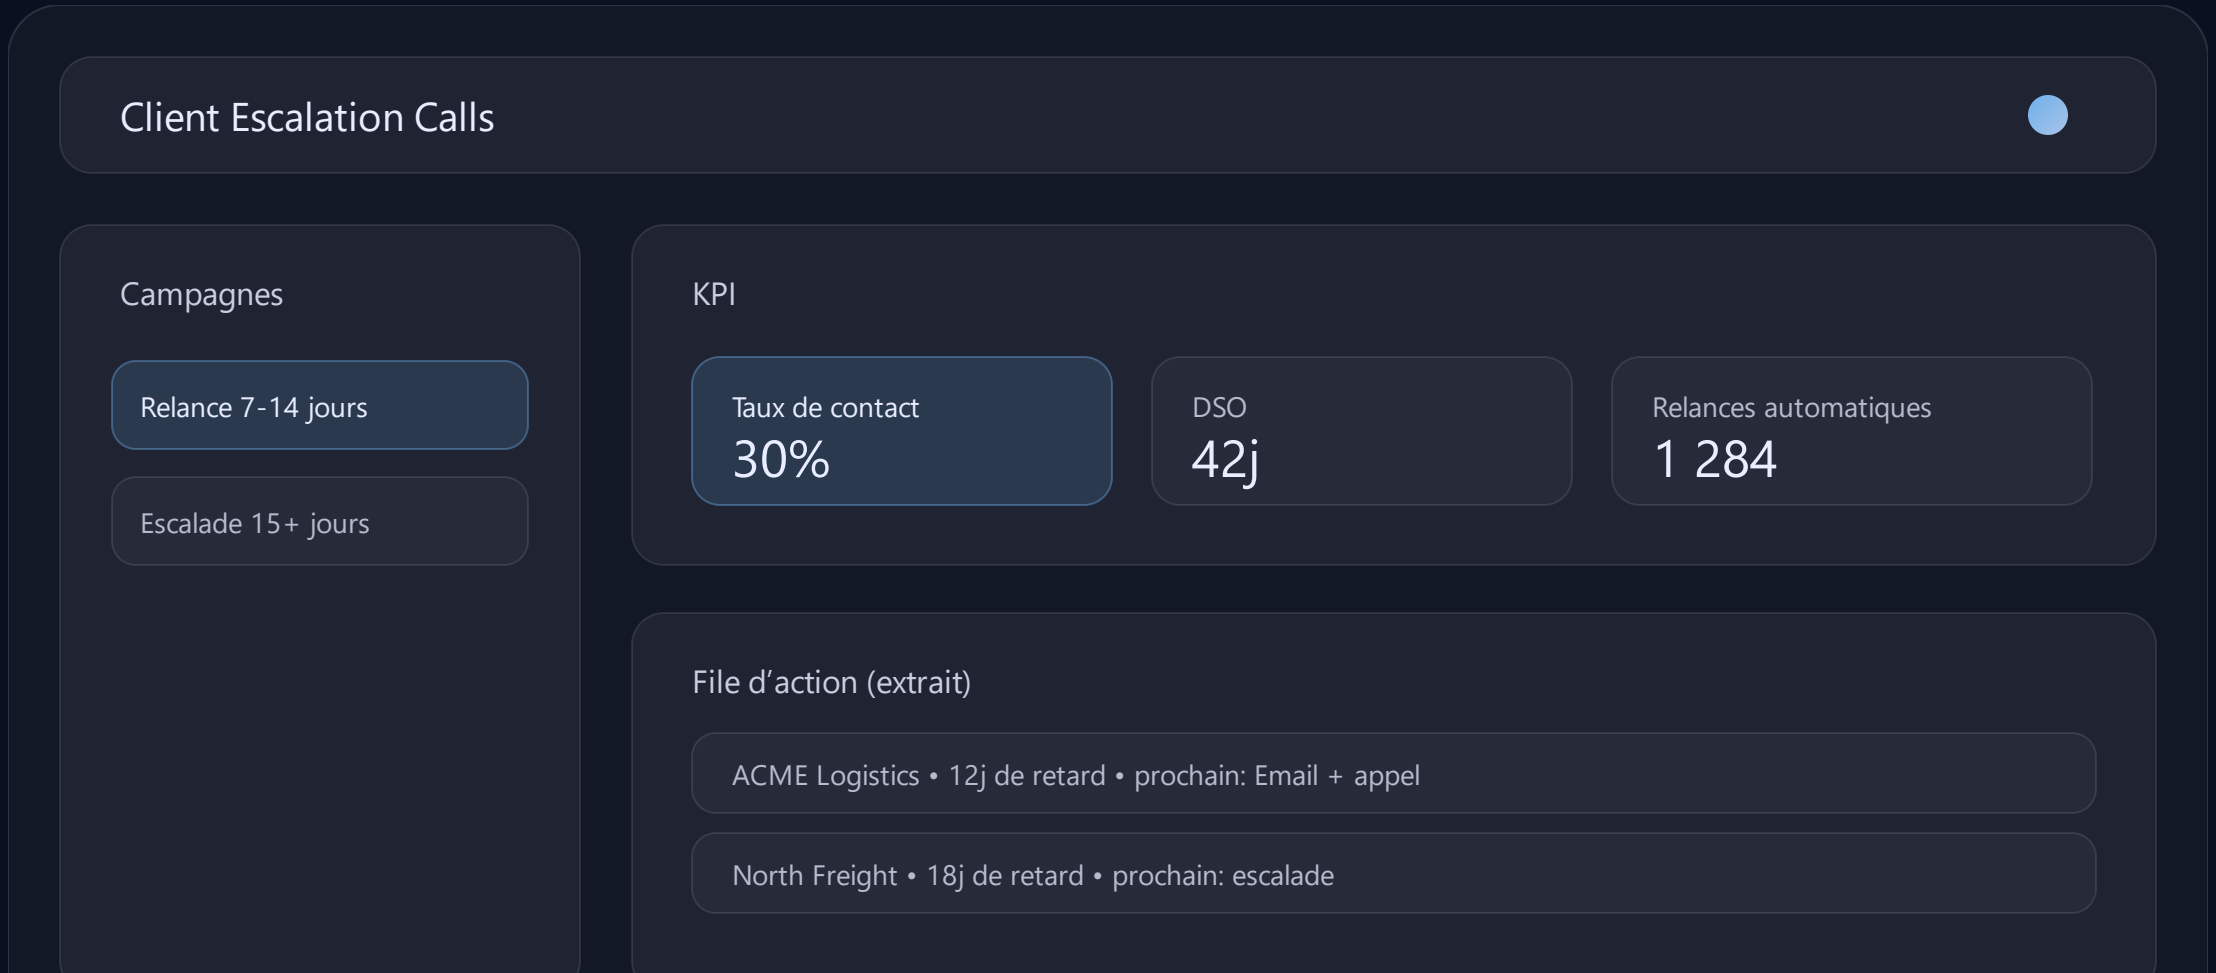 Client Escalation Calls
Campagnes
Relance 7-14 jours
Escalade 15+ jours
KPI
Taux de contact
30%
DSO
42j
Relances automatiques
1 284
File d’action (extrait)
ACME Logistics • 12j de retard • prochain: Email + appel
North Freight • 18j de retard • prochain: escalade